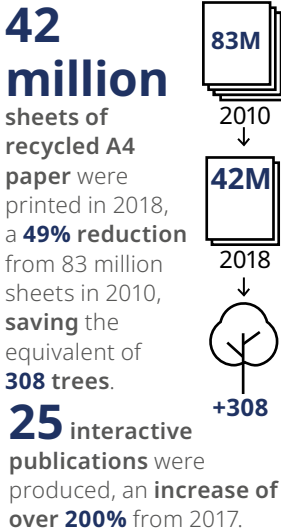 42
million
sheets of
recycled A4
paper were
printed in 2018,
a 49% reduction
from 83 million
sheets in 2010,
saving the
equivalent of
308 trees.
83M
2010
42M
2018
+308
25 interactive
publications were
produced, an increase of
over 200% from 2017.